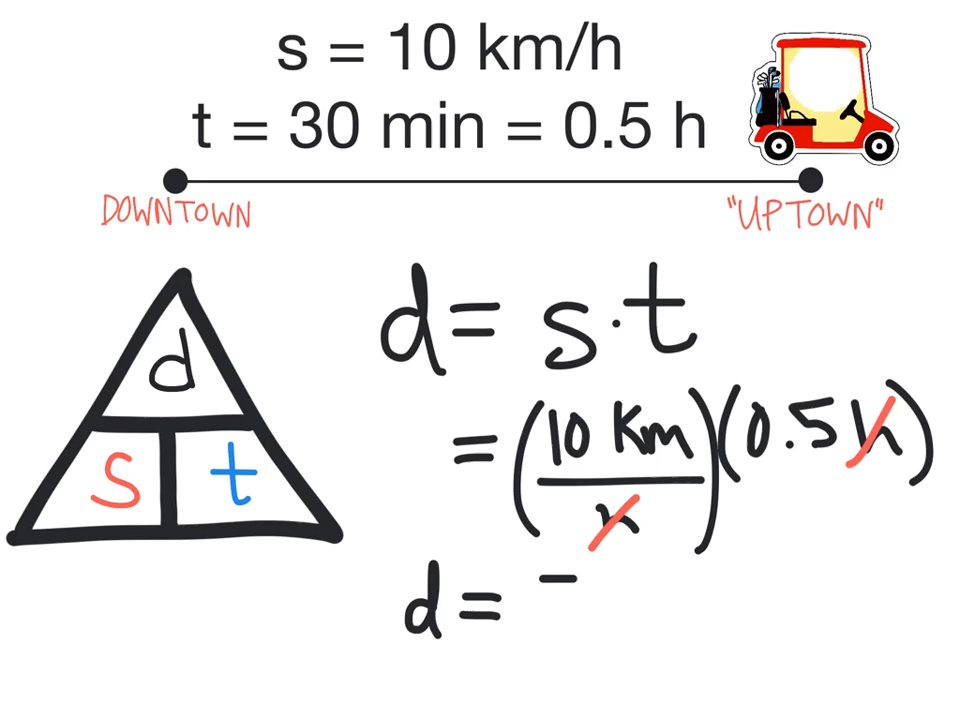 s = 10 km/h
t = 30 min = 0.5 h
DOWNTOWN
"UPTOWN"
d
s t
d = s · t
= (10 km/h)(0.5 h)
d =